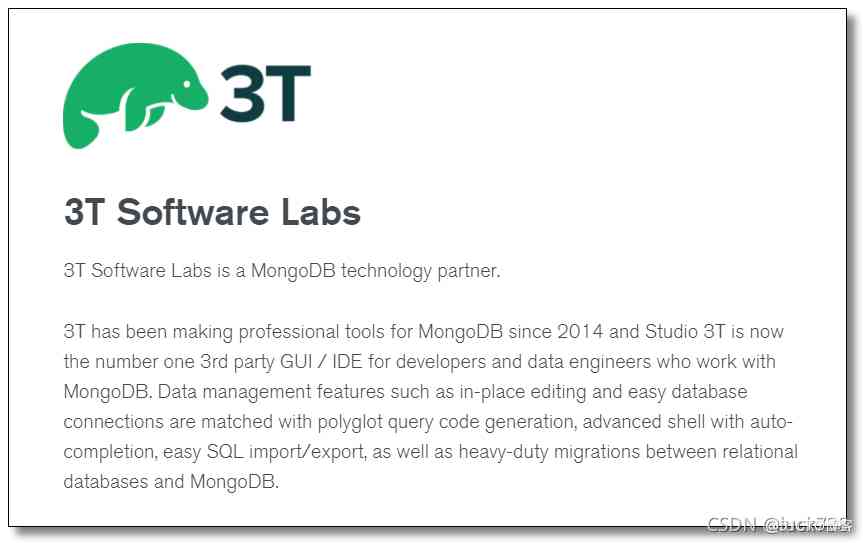 3T
3T Software Labs
3T Software Labs is a MongoDB technology partner.
3T has been making professional tools for MongoDB since 2014 and Studio 3T is now
the number one 3rd party GUI / IDE for developers and data engineers who work with
MongoDB. Data management features such as in-place editing and easy database
connections are matched with polyglot query code generation, advanced shell with auto-
completion, easy SQL import/export, as well as heavy-duty migrations between relational
databases and MongoDB.
CSDN